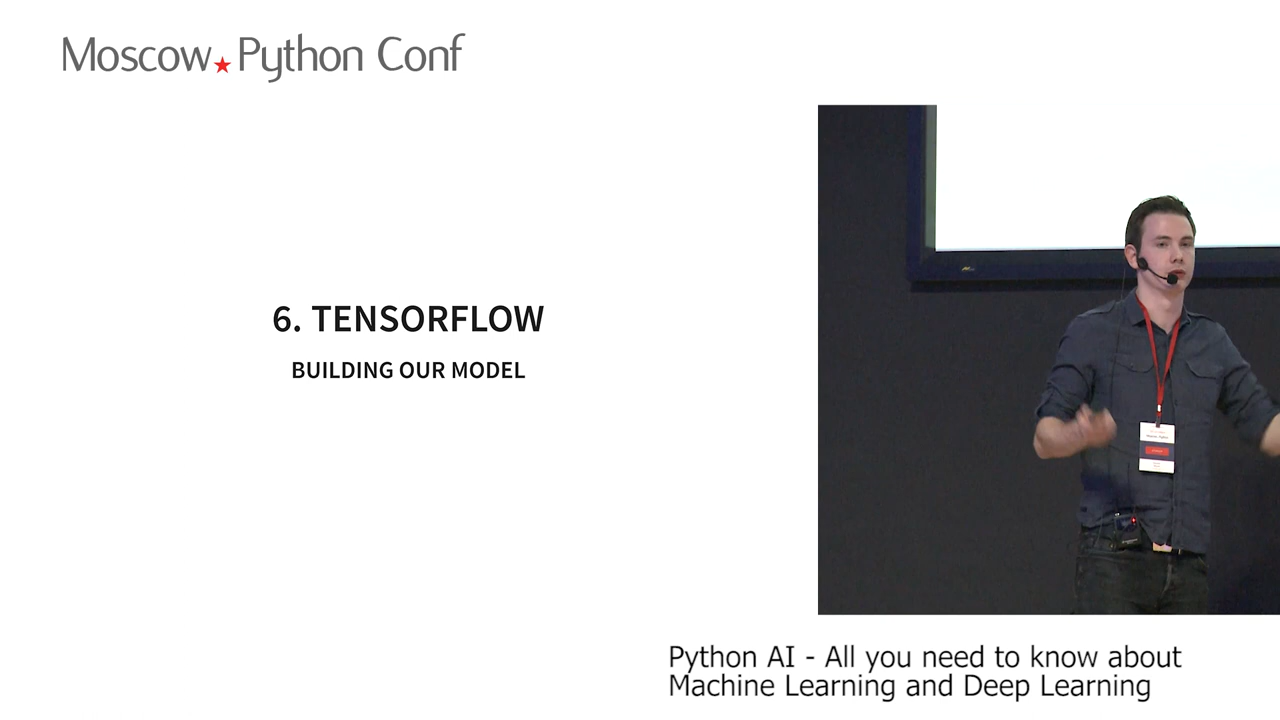 Moscow★Python Conf
6. TENSORFLOW
BUILDING OUR MODEL
Python AI - All you need to know about
Machine Learning and Deep Learning